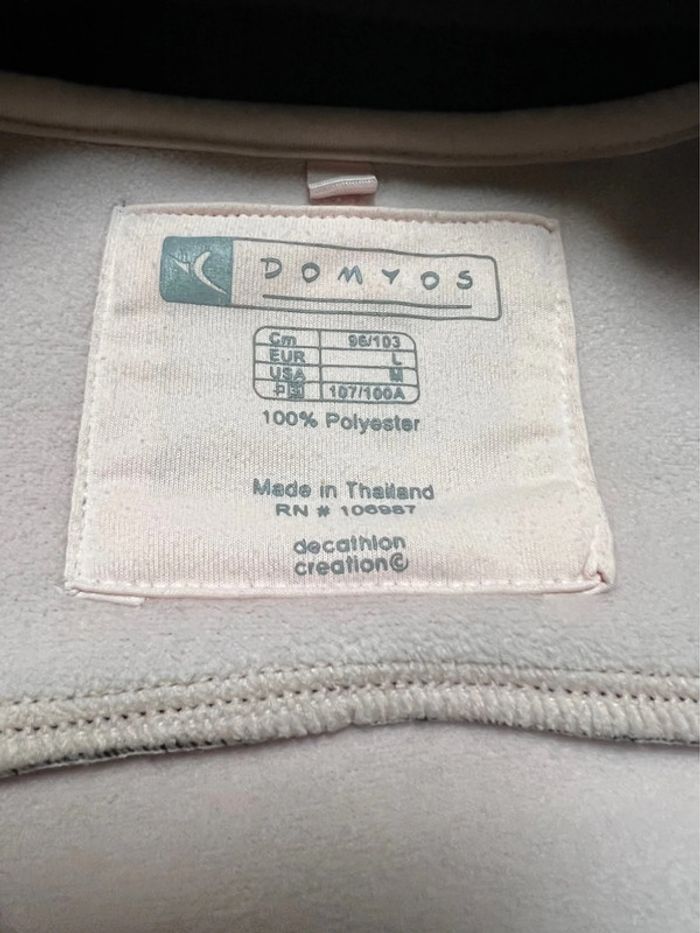 DOMYOS
Cm 96/103
EUR L
USA M
中国 107/100A
100% Polyester
Made in Thailand
RN # 106987
decathlon
creation©